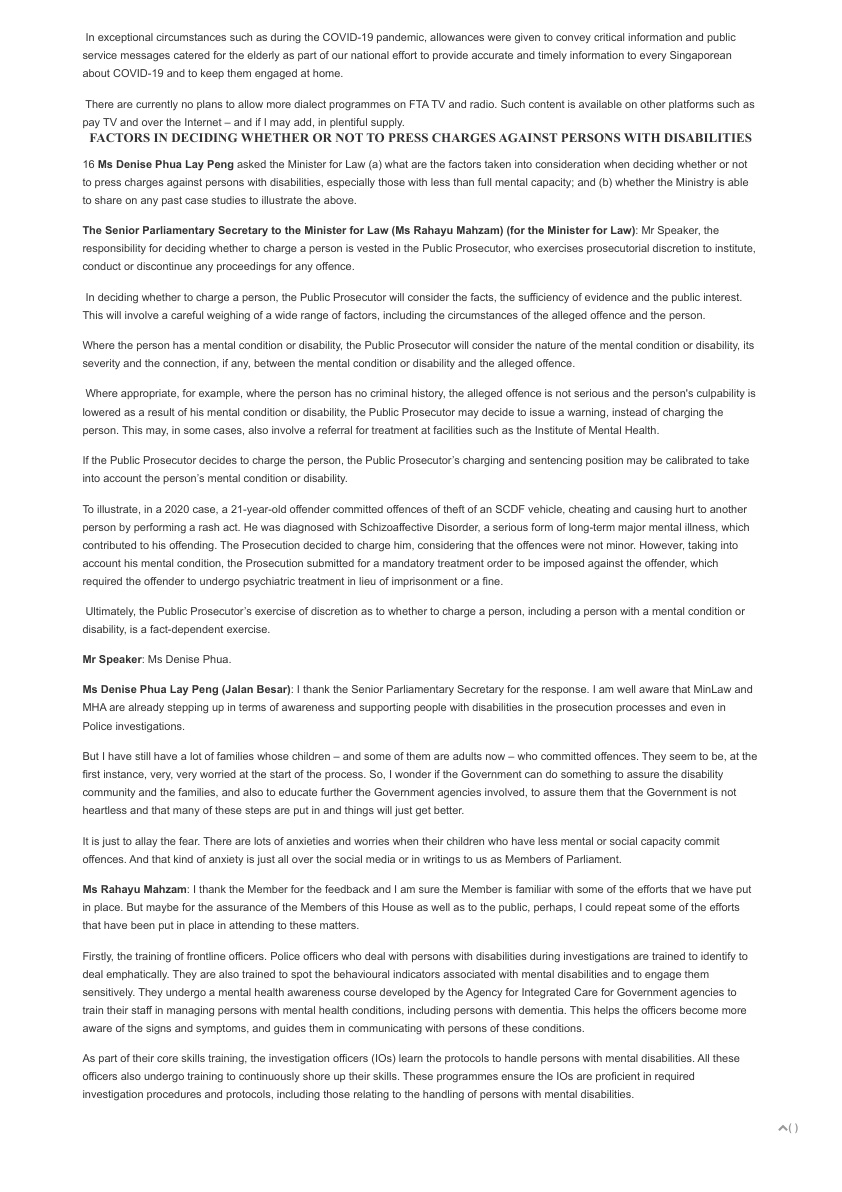 In exceptional circumstances such as during the COVID-19 pandemic, allowances were given to convey critical information and public
service messages catered for the elderly as part of our national effort to provide accurate and timely information to every Singaporean
about COVID-19 and to keep them engaged at home.
There are currently no plans to allow more dialect programmes on FTA TV and radio. Such content is available on other platforms such as
pay TV and over the Internet – and if I may add, in plentiful supply.
FACTORS IN DECIDING WHETHER OR NOT TO PRESS CHARGES AGAINST PERSONS WITH DISABILITIES
16 Ms Denise Phua Lay Peng asked the Minister for Law (a) what are the factors taken into consideration when deciding whether or not
to press charges against persons with disabilities, especially those with less than full mental capacity; and (b) whether the Ministry is able
to share on any past case studies to illustrate the above.
The Senior Parliamentary Secretary to the Minister for Law (Ms Rahayu Mahzam) (for the Minister for Law): Mr Speaker, the
responsibility for deciding whether to charge a person is vested in the Public Prosecutor, who exercises prosecutorial discretion to institute,
conduct or discontinue any proceedings for any offence.
In deciding whether to charge a person, the Public Prosecutor will consider the facts, the sufficiency of evidence and the public interest.
This will involve a careful weighing of a wide range of factors, including the circumstances of the alleged offence and the person.
Where the person has a mental condition or disability, the Public Prosecutor will consider the nature of the mental condition or disability, its
severity and the connection, if any, between the mental condition or disability and the alleged offence.
Where appropriate, for example, where the person has no criminal history, the alleged offence is not serious and the person's culpability is
lowered as a result of his mental condition or disability, the Public Prosecutor may decide to issue a warning, instead of charging the
person. This may, in some cases, also involve a referral for treatment at facilities such as the Institute of Mental Health.
If the Public Prosecutor decides to charge the person, the Public Prosecutor’s charging and sentencing position may be calibrated to take
into account the person’s mental condition or disability.
To illustrate, in a 2020 case, a 21-year-old offender committed offences of theft of an SCDF vehicle, cheating and causing hurt to another
person by performing a rash act. He was diagnosed with Schizoaffective Disorder, a serious form of long-term major mental illness, which
contributed to his offending. The Prosecution decided to charge him, considering that the offences were not minor. However, taking into
account his mental condition, the Prosecution submitted for a mandatory treatment order to be imposed against the offender, which
required the offender to undergo psychiatric treatment in lieu of imprisonment or a fine.
Ultimately, the Public Prosecutor’s exercise of discretion as to whether to charge a person, including a person with a mental condition or
disability, is a fact-dependent exercise.
Mr Speaker: Ms Denise Phua.
Ms Denise Phua Lay Peng (Jalan Besar): I thank the Senior Parliamentary Secretary for the response. I am well aware that MinLaw and
MHA are already stepping up in terms of awareness and supporting people with disabilities in the prosecution processes and even in
Police investigations.
But I have still have a lot of families whose children – and some of them are adults now – who committed offences. They seem to be, at the
first instance, very, very worried at the start of the process. So, I wonder if the Government can do something to assure the disability
community and the families, and also to educate further the Government agencies involved, to assure them that the Government is not
heartless and that many of these steps are put in and things will just get better.
It is just to allay the fear. There are lots of anxieties and worries when their children who have less mental or social capacity commit
offences. And that kind of anxiety is just all over the social media or in writings to us as Members of Parliament.
Ms Rahayu Mahzam: I thank the Member for the feedback and I am sure the Member is familiar with some of the efforts that we have put
in place. But maybe for the assurance of the Members of this House as well as to the public, perhaps, I could repeat some of the efforts
that have been put in place in attending to these matters.
Firstly, the training of frontline officers. Police officers who deal with persons with disabilities during investigations are trained to identify to
deal emphatically. They are also trained to spot the behavioural indicators associated with mental disabilities and to engage them
sensitively. They undergo a mental health awareness course developed by the Agency for Integrated Care for Government agencies to
train their staff in managing persons with mental health conditions, including persons with dementia. This helps the officers become more
aware of the signs and symptoms, and guides them in communicating with persons of these conditions.
As part of their core skills training, the investigation officers (IOs) learn the protocols to handle persons with mental disabilities. All these
officers also undergo training to continuously shore up their skills. These programmes ensure the IOs are proficient in required
investigation procedures and protocols, including those relating to the handling of persons with mental disabilities.
( )